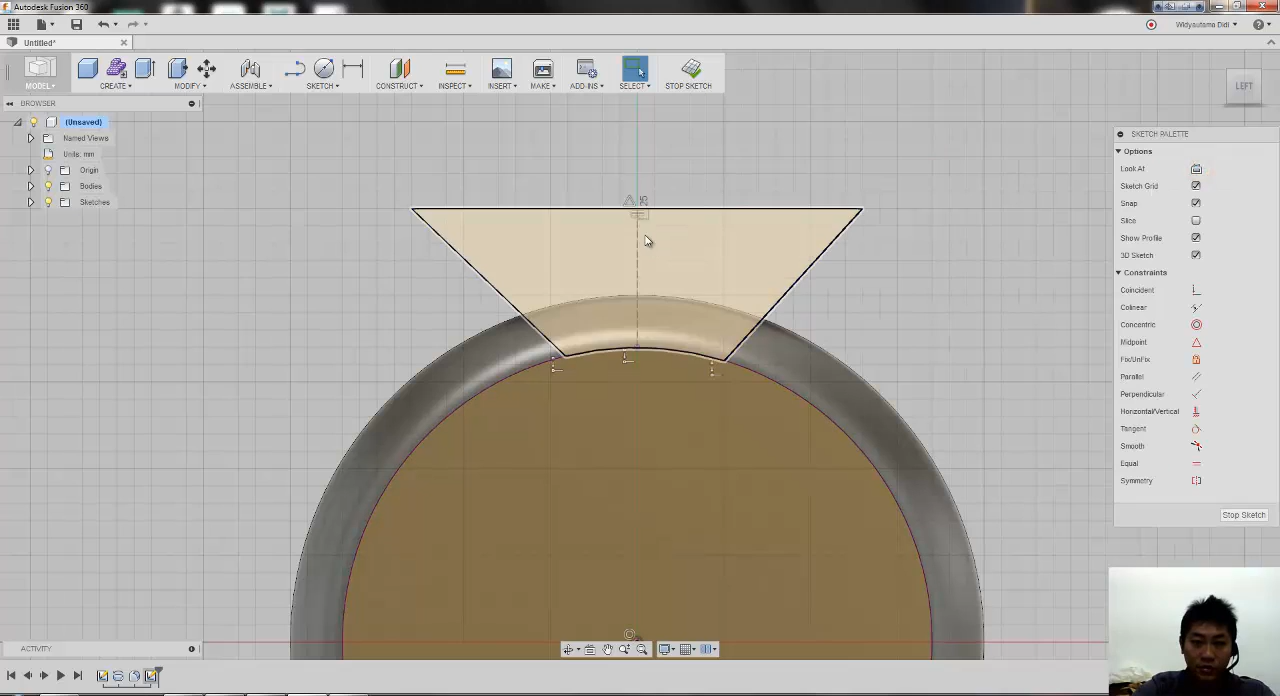 Autodesk Fusion 360
Widyautama Didi
Untitled*
MODEL
CREATE
MODIFY
ASSEMBLE
SKETCH
CONSTRUCT
INSPECT
INSERT
MAKE
ADD-INS
SELECT
STOP SKETCH
LEFT
BROWSER
(Unsaved)
Named Views
Units: mm
Origin
Bodies
Sketches
SKETCH PALETTE
Options
Look At
Sketch Grid
Snap
Slice
Show Profile
3D Sketch
Constraints
Coincident
Colinear
Concentric
Midpoint
Fix/UnFix
Parallel
Perpendicular
Horizontal/Vertical
Tangent
Smooth
Equal
Symmetry
Stop Sketch
ACTIVITY